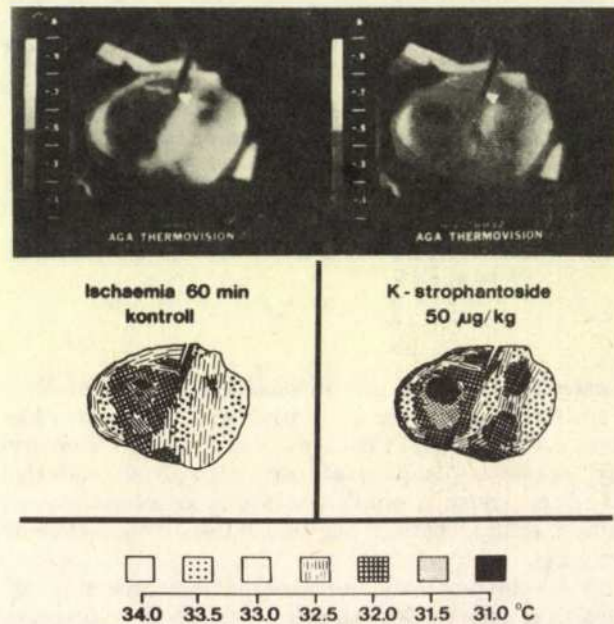 AGA THERMOVISION
AGA THERMOVISION
Ischaemia 60 min
kontroll
K-strophantoside
50 µg/kg
34.0 33.5 33.0 32.5 32.0 31.5 31.0 °C